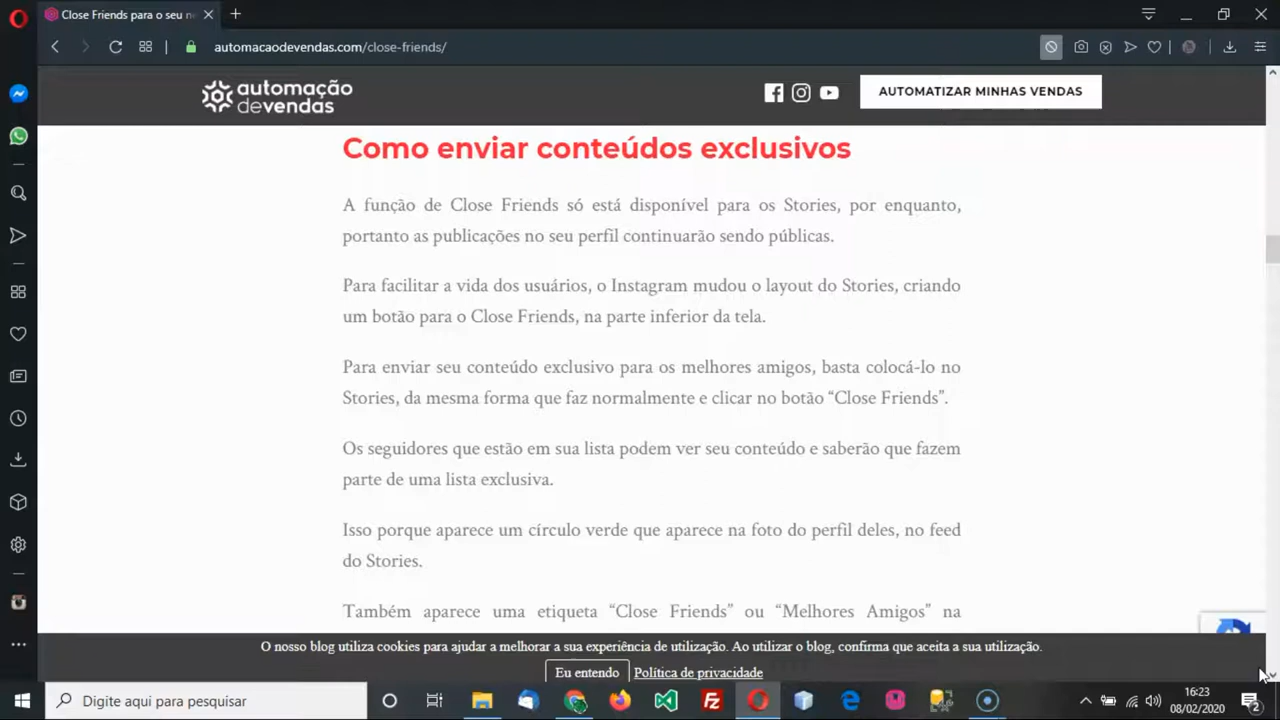 Close Friends para o seu n
automacaodevendas.com/close-friends/
automação
devendas
AUTOMATIZAR MINHAS VENDAS
Como enviar conteúdos exclusivos
A função de Close Friends só está disponível para os Stories, por enquanto,
portanto as publicações no seu perfil continuarão sendo públicas.
Para facilitar a vida dos usuários, o Instagram mudou o layout do Stories, criando
um botão para o Close Friends, na parte inferior da tela.
Para enviar seu conteúdo exclusivo para os melhores amigos, basta colocá-lo no
Stories, da mesma forma que faz normalmente e clicar no botão “Close Friends”.
Os seguidores que estão em sua lista podem ver seu conteúdo e saberão que fazem
parte de uma lista exclusiva.
Isso porque aparece um círculo verde que aparece na foto do perfil deles, no feed
do Stories.
Também aparece uma etiqueta “Close Friends” ou “Melhores Amigos” na
O nosso blog utiliza cookies para ajudar a melhorar a sua experiência de utilização. Ao utilizar o blog, confirma que aceita a sua utilização.
Eu entendo Política de privacidade
Digite aqui para pesquisar
16:23
08/02/2020
2